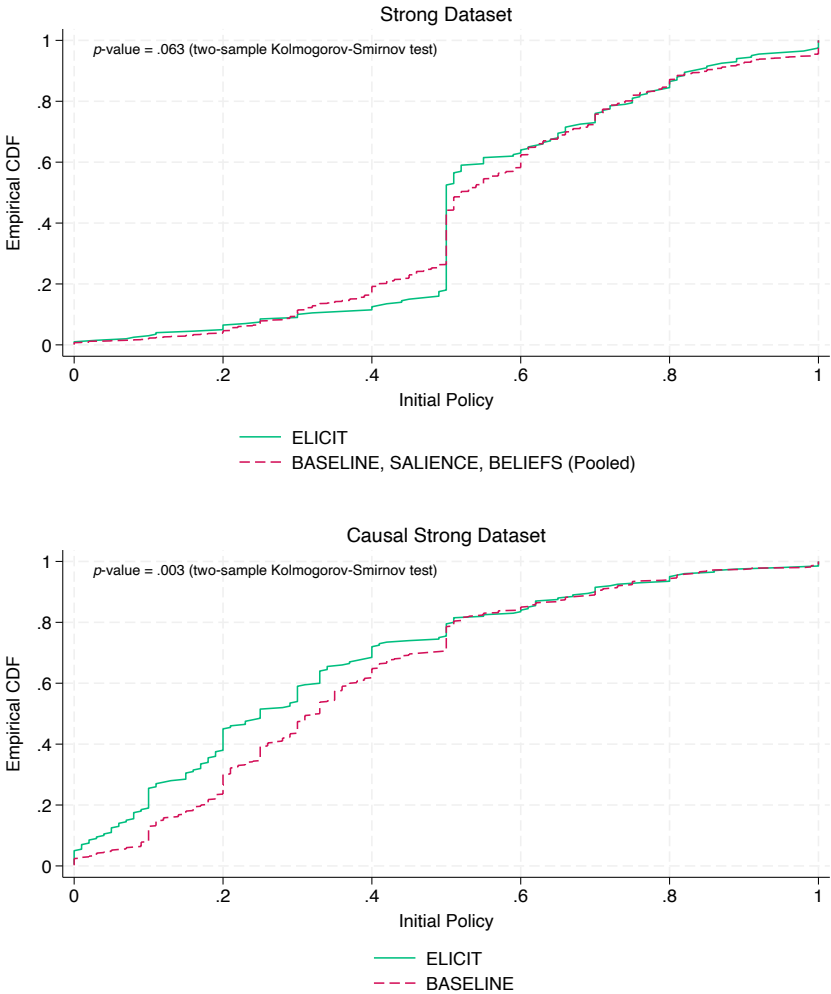 Strong Dataset
p-value = .063 (two-sample Kolmogorov-Smirnov test)
Empirical CDF
1
.8
.6
.4
.2
0
0 .2 .4 .6 .8 1
Initial Policy
ELICIT
BASELINE, SALIENCE, BELIEFS (Pooled)
Causal Strong Dataset
p-value = .003 (two-sample Kolmogorov-Smirnov test)
Empirical CDF
1
.8
.6
.4
.2
0
0 .2 .4 .6 .8 1
Initial Policy
ELICIT
BASELINE